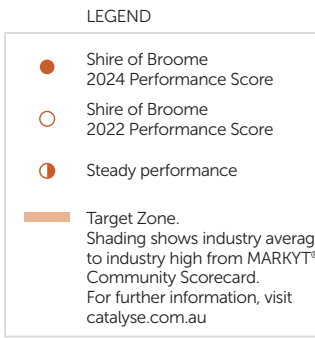 LEGEND
Shire of Broome
2024 Performance Score
Shire of Broome
2022 Performance Score
Steady performance
Target Zone.
Shading shows industry averag
to industry high from MARKYT®
Community Scorecard.
For further information, visit
catalyse.com.au